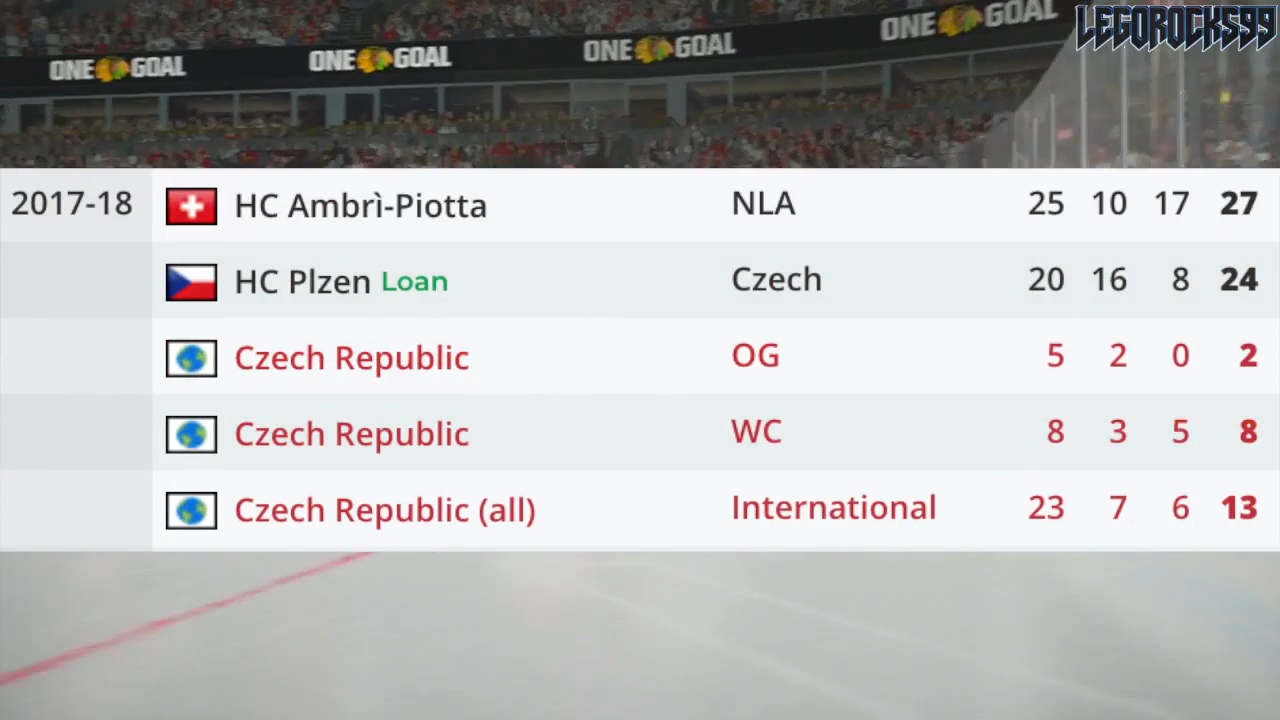 ONE GOAL ONE GOAL ONE GOAL ONE GOAL
LEGOROCKS99
2017-18 HC Ambrì-Piotta NLA 25 10 17 27
HC Plzen Loan Czech 20 16 8 24
Czech Republic OG 5 2 0 2
Czech Republic WC 8 3 5 8
Czech Republic (all) International 23 7 6 13